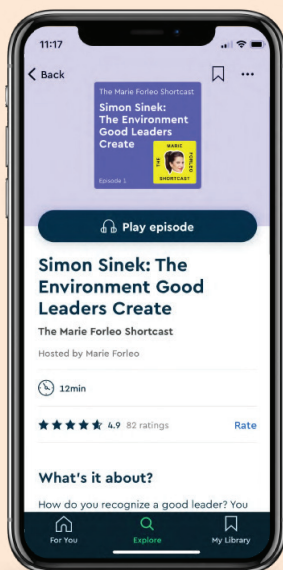 11:17
Back
The Marie Forleo Shortcast
Simon Sinek:
The Environment
Good Leaders
Create
MARIE
THE
FORLEO
SHORTCAST
Episode 1
Play episode
Simon Sinek: The
Environment Good
Leaders Create
The Marie Forleo Shortcast
Hosted by Marie Forleo
12min
4.9 82 ratings Rate
What's it about?
How do you recognize a good leader? You
For You Explore My Library